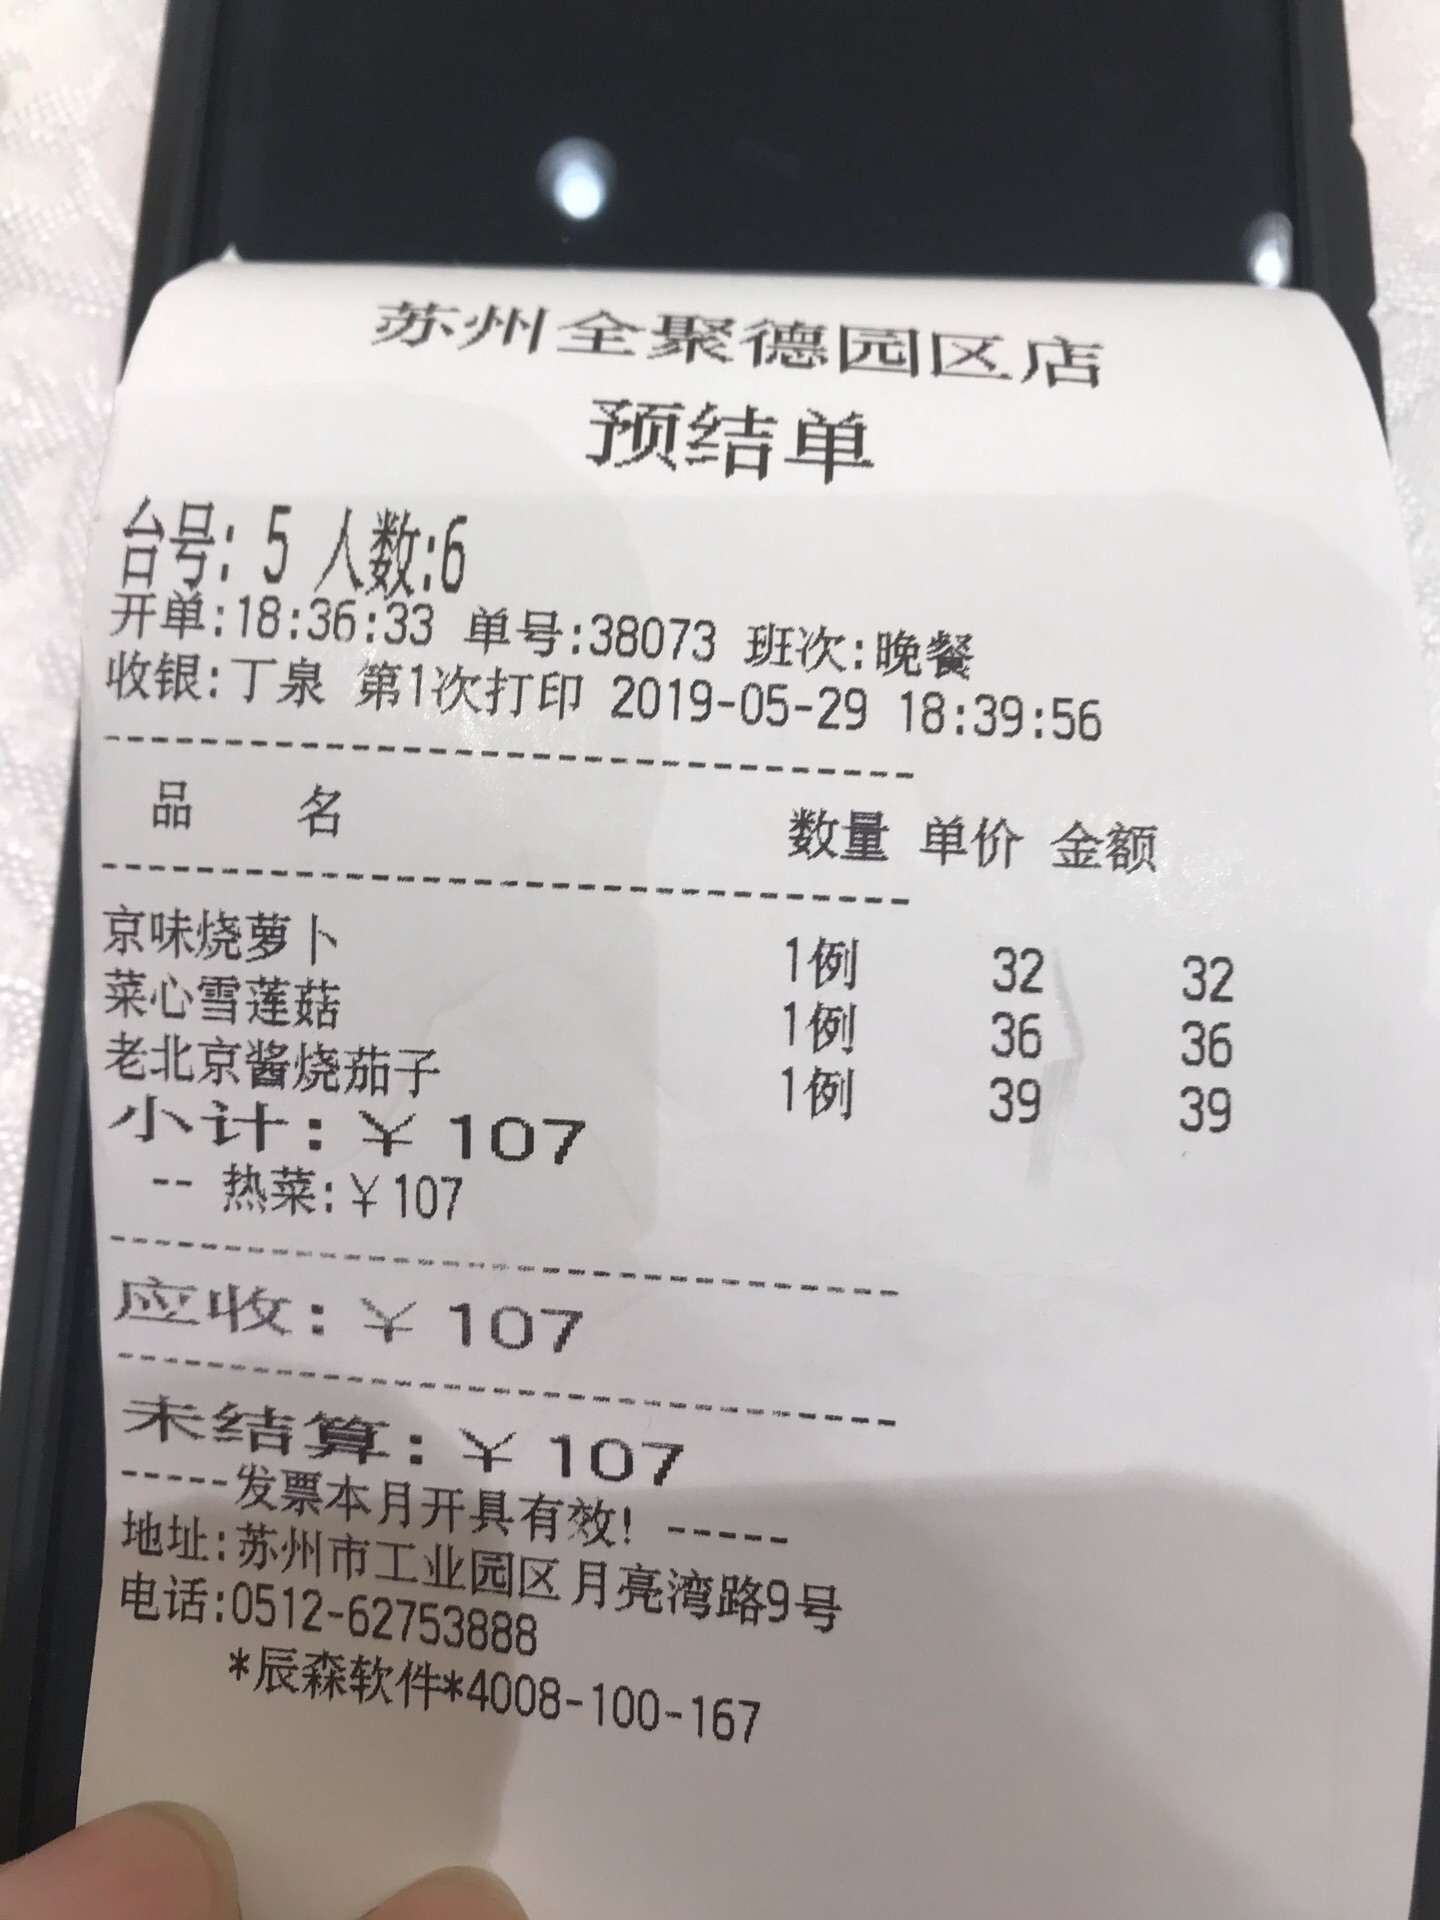 苏州全聚德园区店
预结单
台号: 5 人数:6
开单:18:36:33 单号:38073 班次:晚餐
收银:丁泉 第1次打印 2019-05-29 18:39:56
品 名 数量 单价 金额
京味烧萝卜 1例 32 32
菜心雪莲菇 1例 36 36
老北京酱烧茄子 1例 39 39
小计:￥107
-- 热菜:￥107
应收:￥107
未结算:￥107
-----发票本月开具有效! -----
地址:苏州市工业园区月亮湾路9号
电话:0512-62753888
*辰森软件*4008-100-167